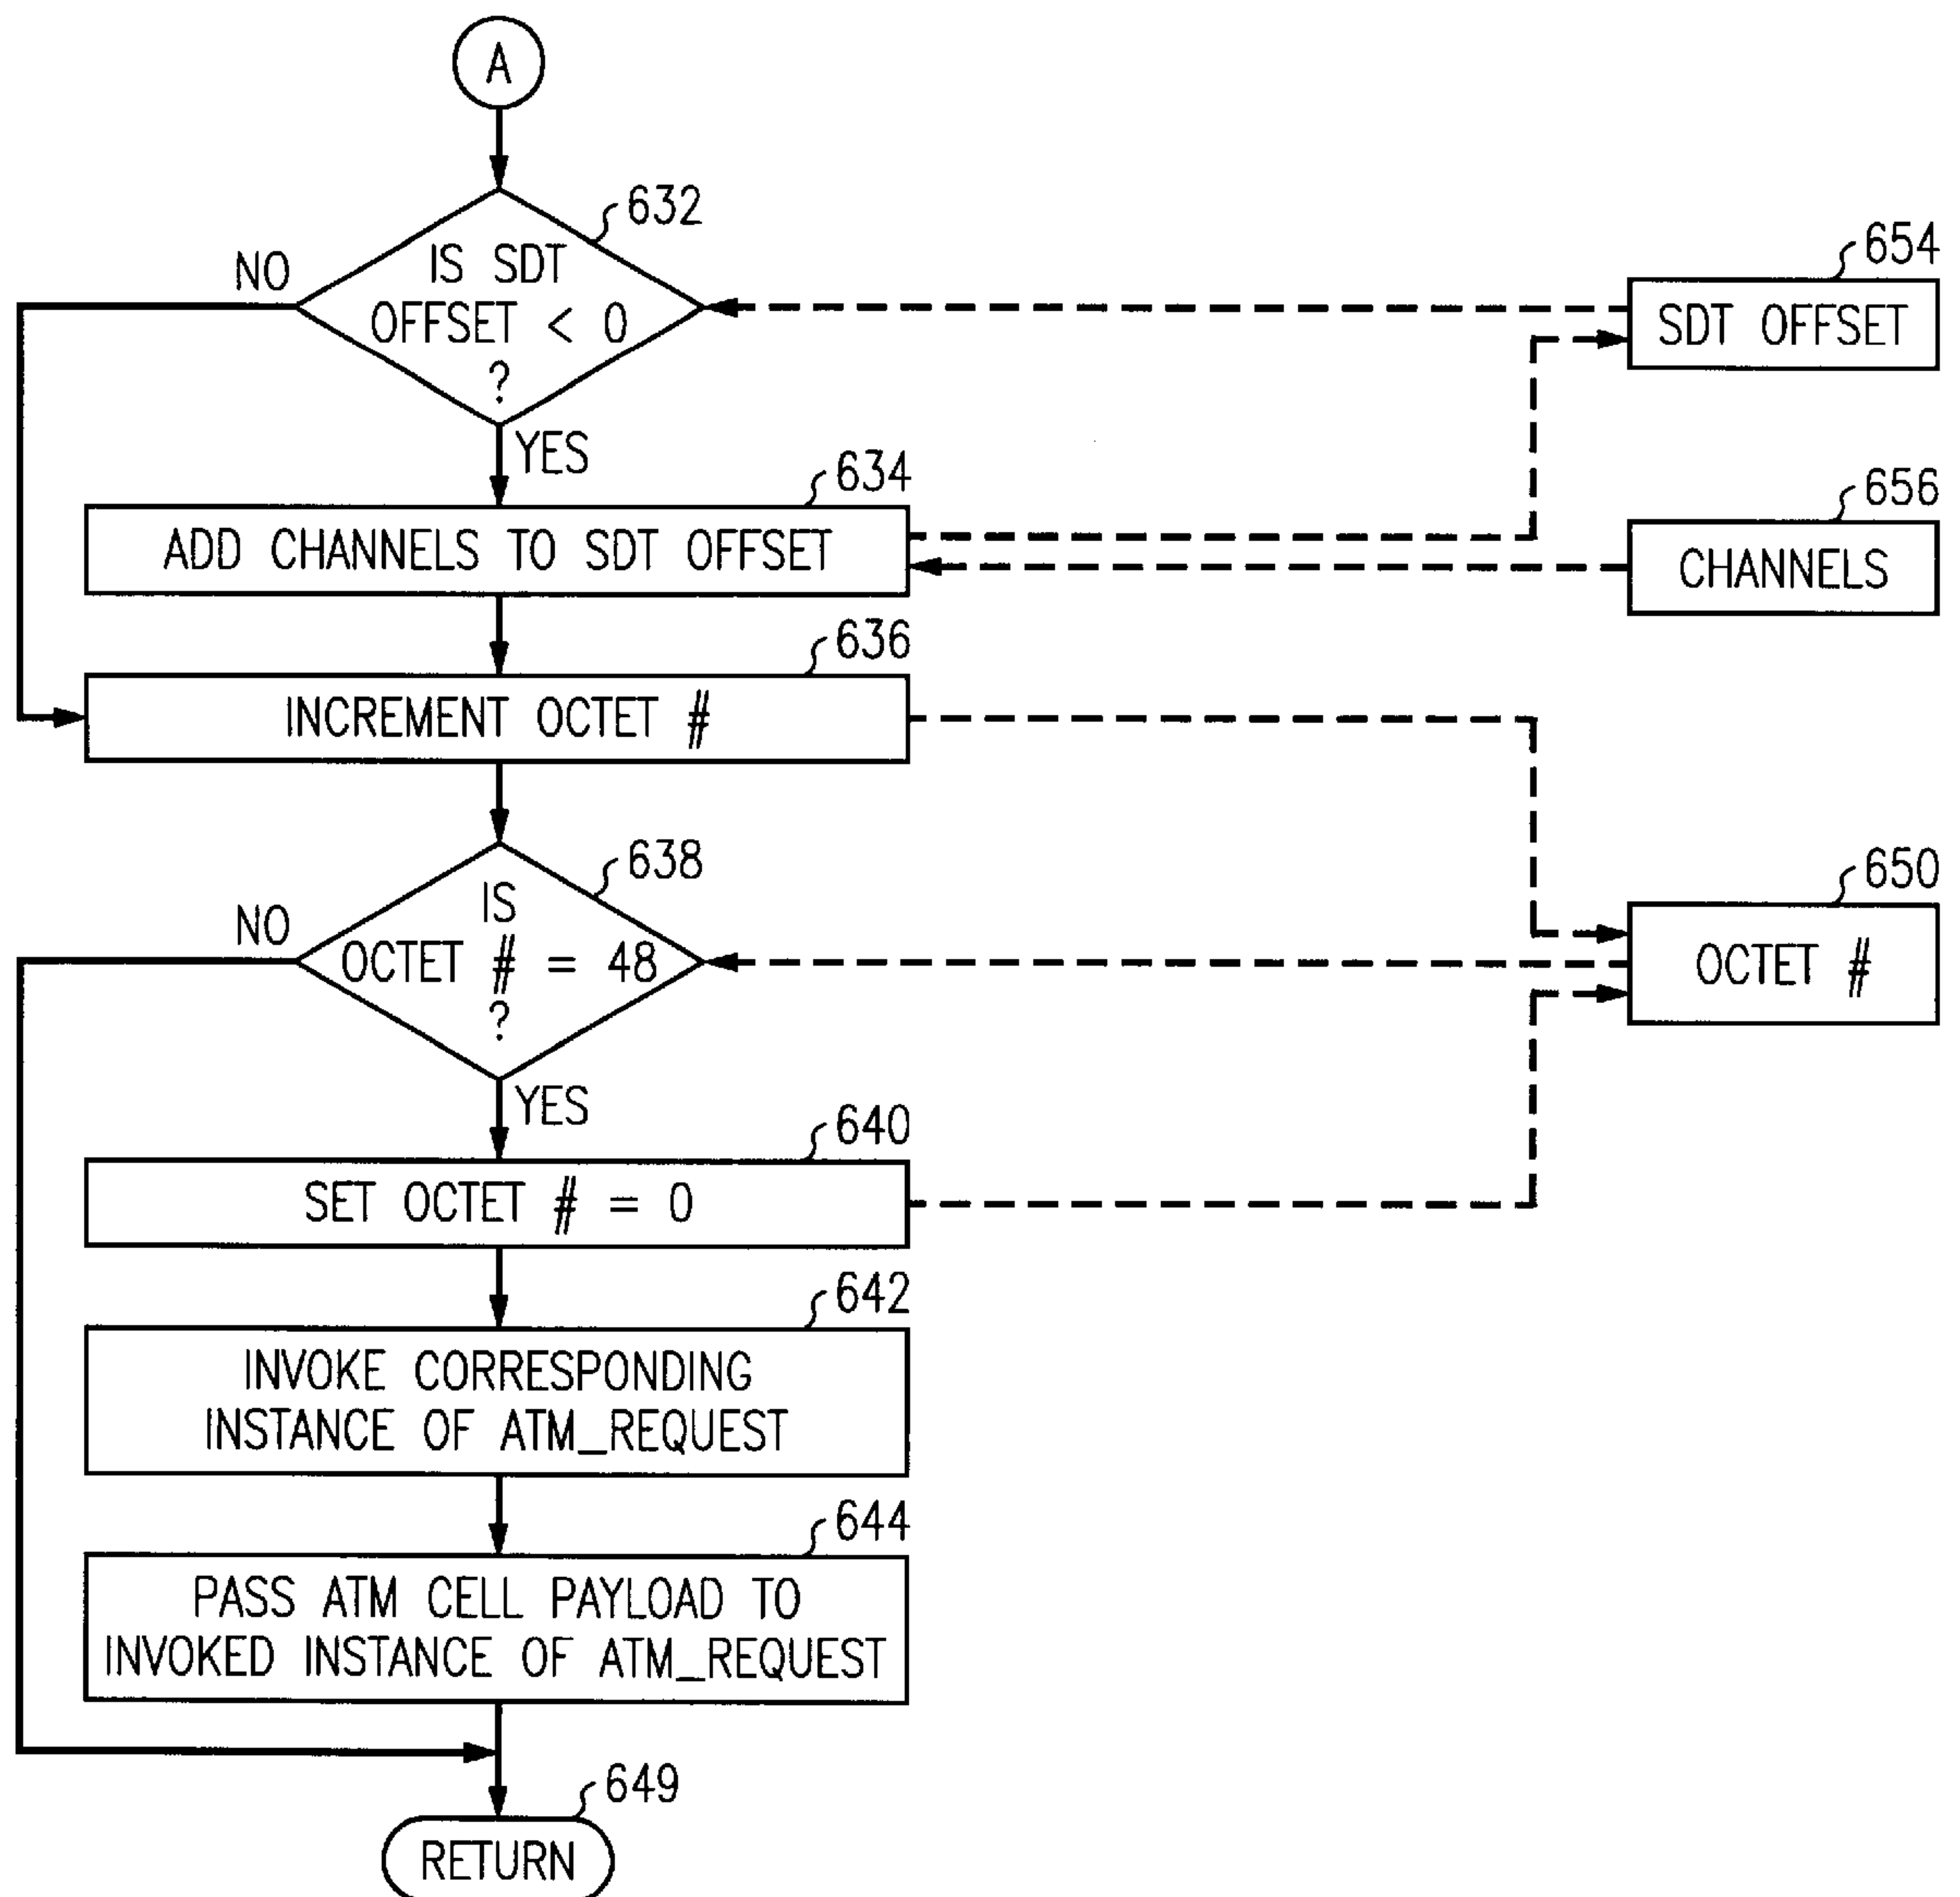 A
632
IS SDT
OFFSET < 0
?
NO
YES
654
SDT OFFSET
634
ADD CHANNELS TO SDT OFFSET
656
CHANNELS
636
INCREMENT OCTET #
638
IS
OCTET # = 48
?
NO
YES
650
OCTET #
640
SET OCTET # = 0
642
INVOKE CORRESPONDING
INSTANCE OF ATM_REQUEST
644
PASS ATM CELL PAYLOAD TO
INVOKED INSTANCE OF ATM_REQUEST
649
RETURN